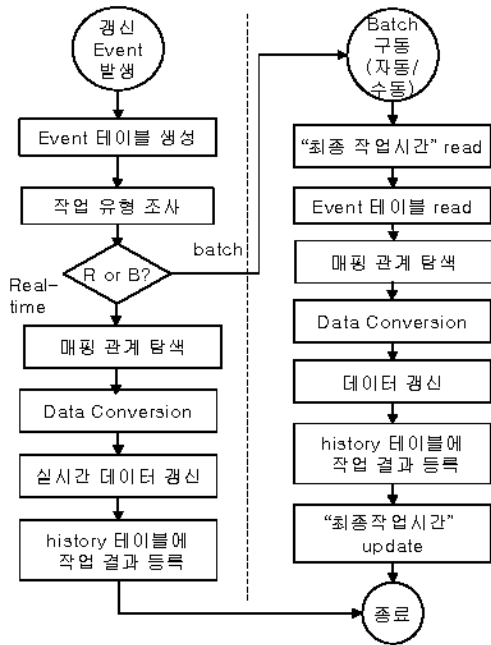 갱신
Event
발생
Event 테이블 생성
작업 유형 조사
R or B?
batch
Real-
time
매핑 관계 탐색
Data Conversion
실시간 데이터 갱신
history 테이블에
작업 결과 등록
Batch
구동
(자동/
수동)
“최종 작업시간” read
Event 테이블 read
매핑 관계 탐색
Data Conversion
데이터 갱신
history 테이블에
작업 결과 등록
“최종작업시간”
update
종료